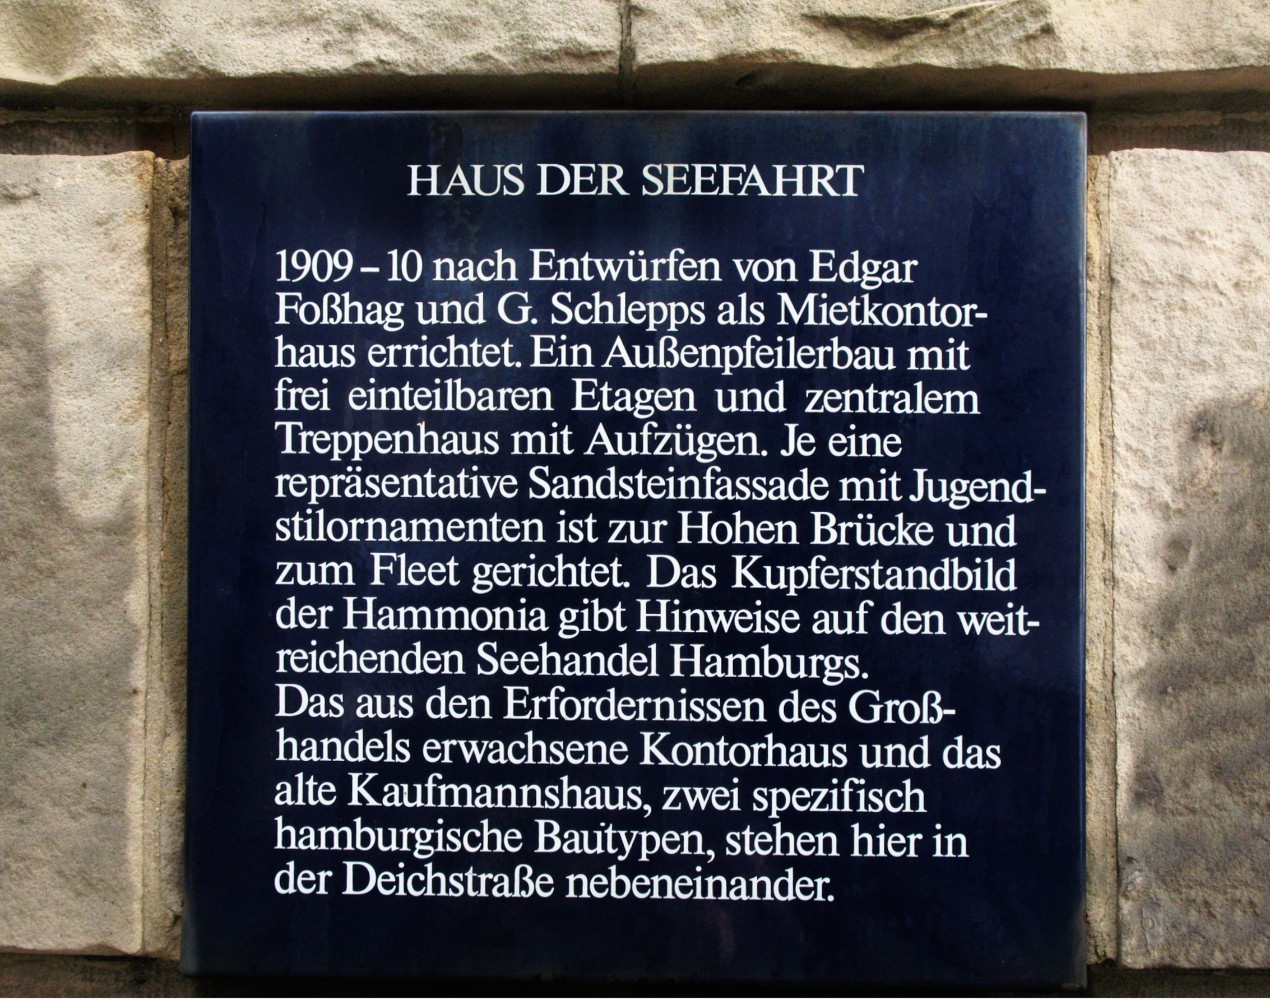 HAUS DER SEEFAHRT
1909 – 10 nach Entwürfen von Edgar
Foßhag und G. Schlepps als Mietkontor-
haus errichtet. Ein Außenpfeilerbau mit
frei einteilbaren Etagen und zentralem
Treppenhaus mit Aufzügen. Je eine
repräsentative Sandsteinfassade mit Jugend-
stilornamenten ist zur Hohen Brücke und
zum Fleet gerichtet. Das Kupferstandbild
der Hammonia gibt Hinweise auf den weit-
reichenden Seehandel Hamburgs.
Das aus den Erfordernissen des Groß-
handels erwachsene Kontorhaus und das
alte Kaufmannshaus, zwei spezifisch
hamburgische Bautypen, stehen hier in
der Deichstraße nebeneinander.